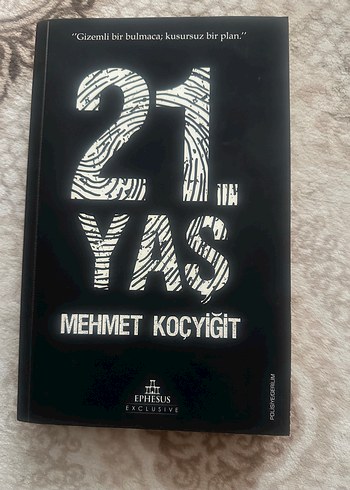 "Gizemli bir bulmaca; kusursuz bir plan."
21.
YAŞ
MEHMET KOÇYİĞİT
EPHESUS
EXCLUSIVE
POLİSİYE/GERİLİM